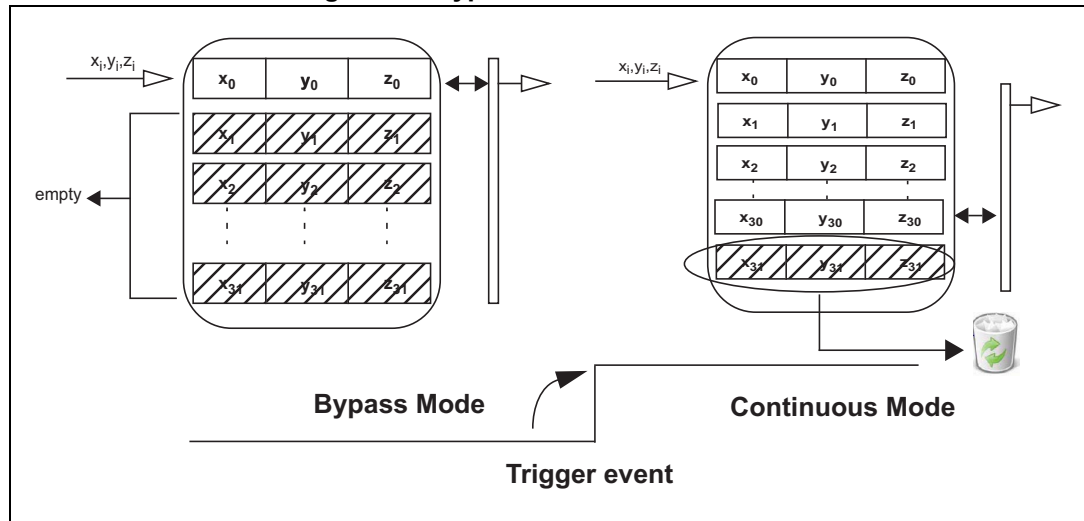 xi,yi,zi
x0 y0 z0
x1 y1 z1
x2 y2 z2
x31 y31 z31
empty
xi,yi,zi
x0 y0 z0
x1 y1 z1
x2 y2 z2
x30 y30 z30
x31 y31 z31
Bypass Mode
Continuous Mode
Trigger event